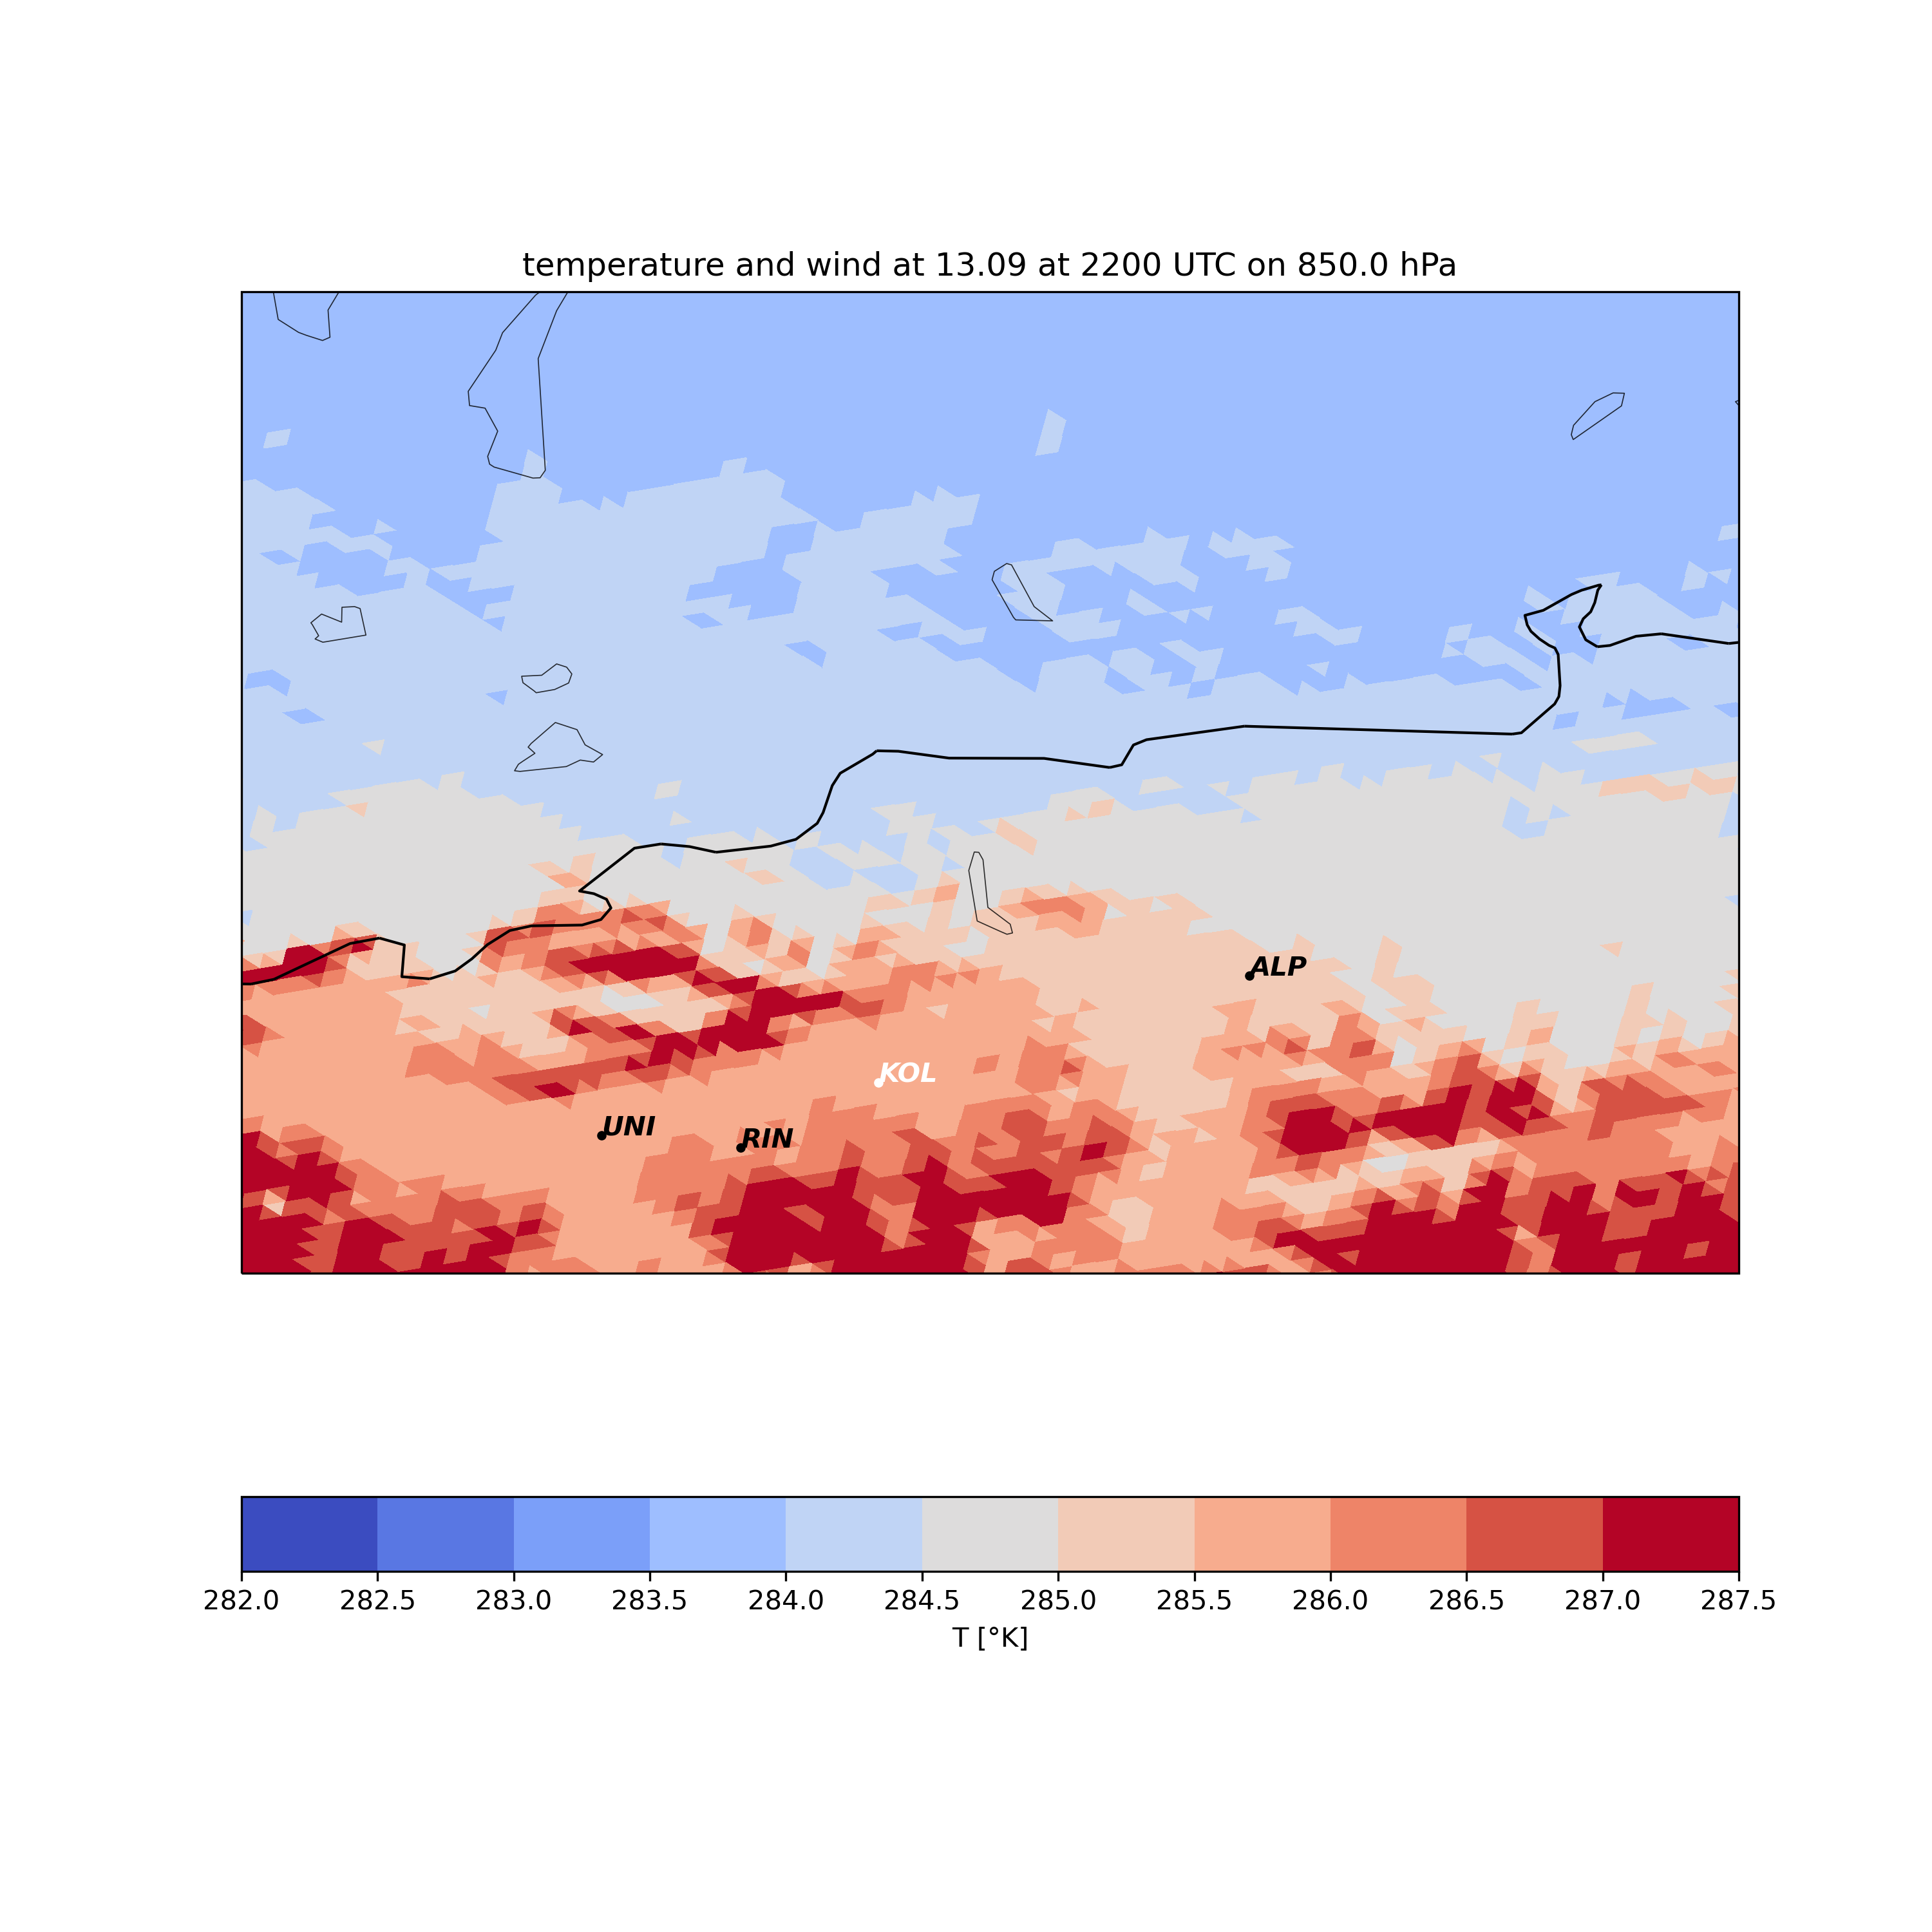 temperature and wind at 13.09 at 2200 UTC on 850.0 hPa
ALP
KOL
UNI
RIN
282.0 282.5 283.0 283.5 284.0 284.5 285.0 285.5 286.0 286.5 287.0 287.5
T [°K]